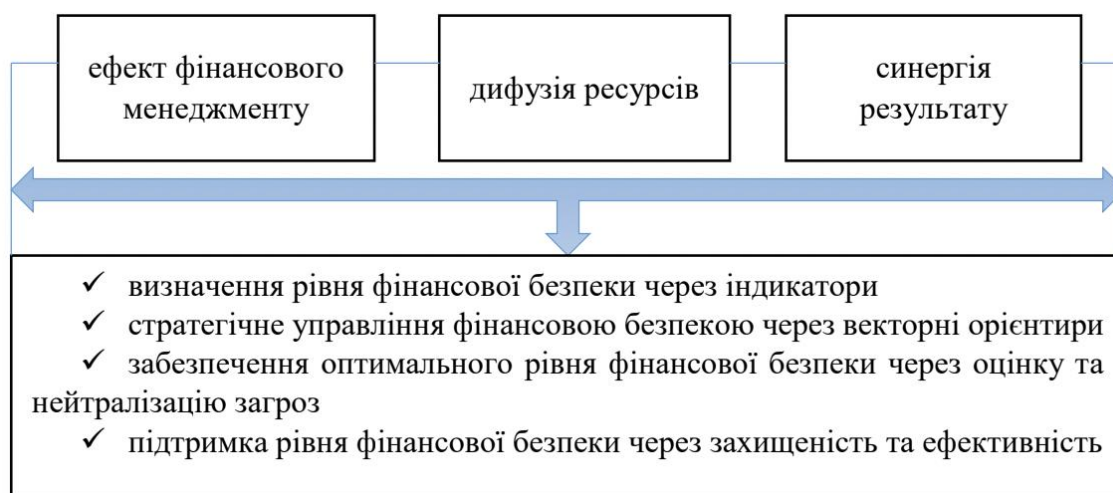 ефект фінансового
менеджменту
дифузія ресурсів
синергія
результату
✓ визначення рівня фінансової безпеки через індикатори
✓ стратегічне управління фінансовою безпекою через векторні орієнтири
✓ забезпечення оптимального рівня фінансової безпеки через оцінку та
нейтралізацію загроз
✓ підтримка рівня фінансової безпеки через захищеність та ефективність